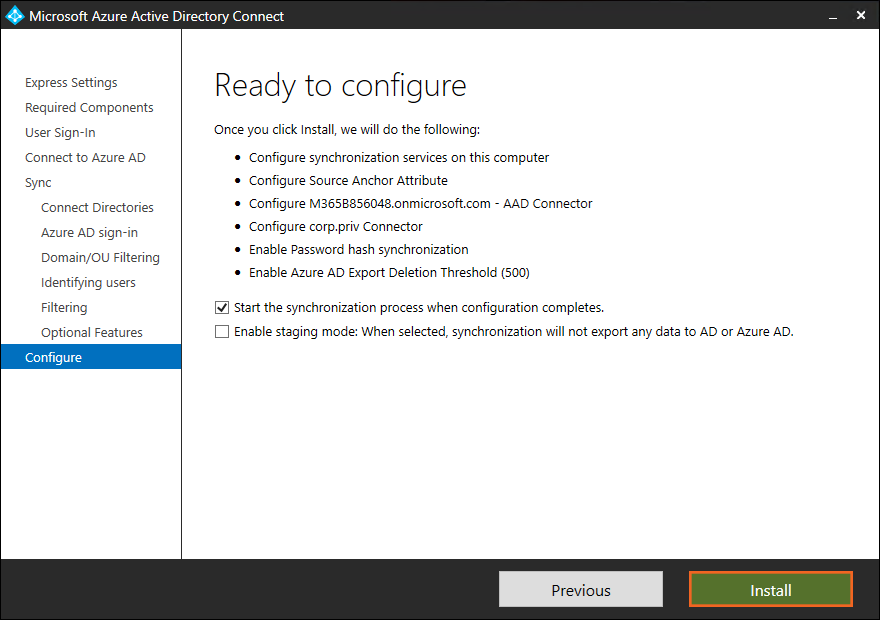 Microsoft Azure Active Directory Connect
Express Settings
Required Components
User Sign-In
Connect to Azure AD
Sync
Connect Directories
Azure AD sign-in
Domain/OU Filtering
Identifying users
Filtering
Optional Features
Configure
Ready to configure
Once you click Install, we will do the following:
Configure synchronization services on this computer
Configure Source Anchor Attribute
Configure M365B856048.onmicrosoft.com - AAD Connector
Configure corp.priv Connector
Enable Password hash synchronization
Enable Azure AD Export Deletion Threshold (500)
Start the synchronization process when configuration completes.
Enable staging mode: When selected, synchronization will not export any data to AD or Azure AD.
Previous
Install